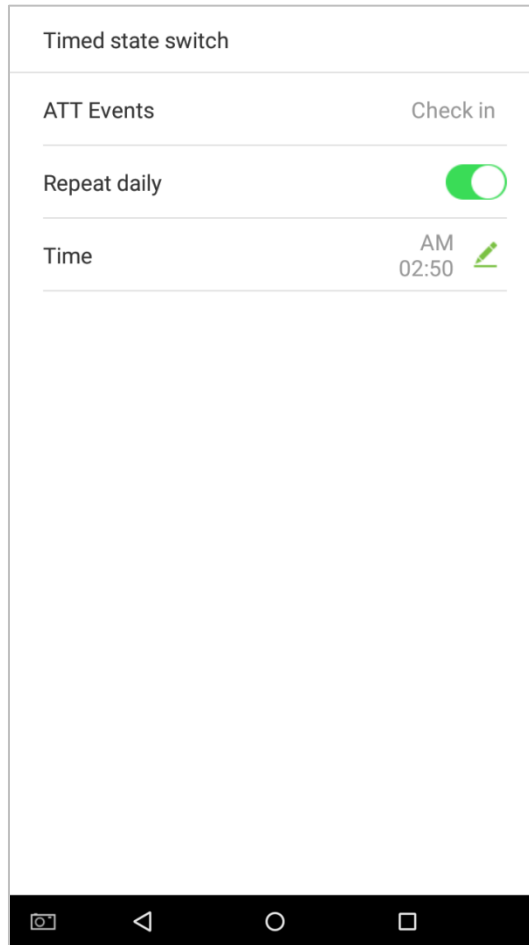 Timed state switch
ATT Events
Check in
Repeat daily
Time
AM
02:50